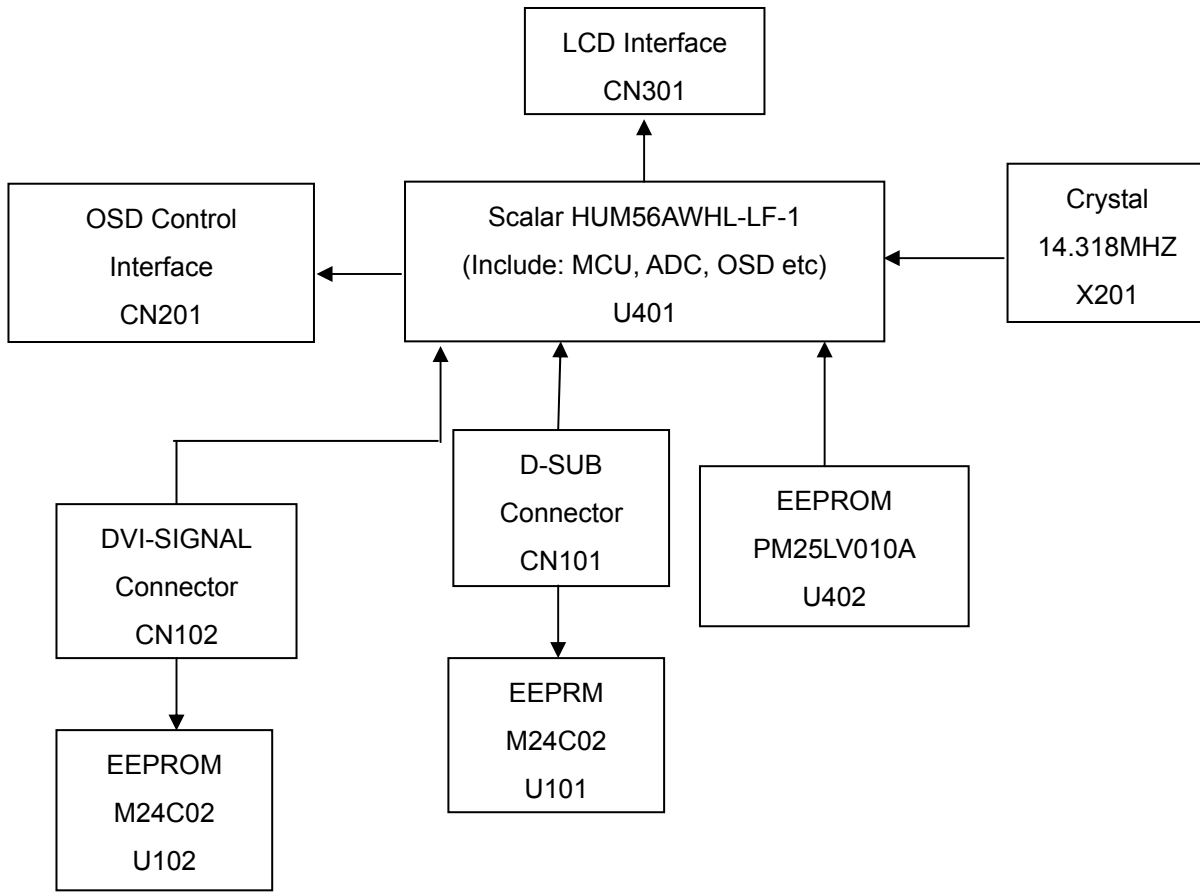 LCD Interface
CN301
OSD Control
Interface
CN201
Scalar HUM56AWHL-LF-1
(Include: MCU, ADC, OSD etc)
U401
Crystal
14.318MHZ
X201
DVI-SIGNAL
Connector
CN102
D-SUB
Connector
CN101
EEPROM
PM25LV010A
U402
EEPROM
M24C02
U102
EEPRM
M24C02
U101